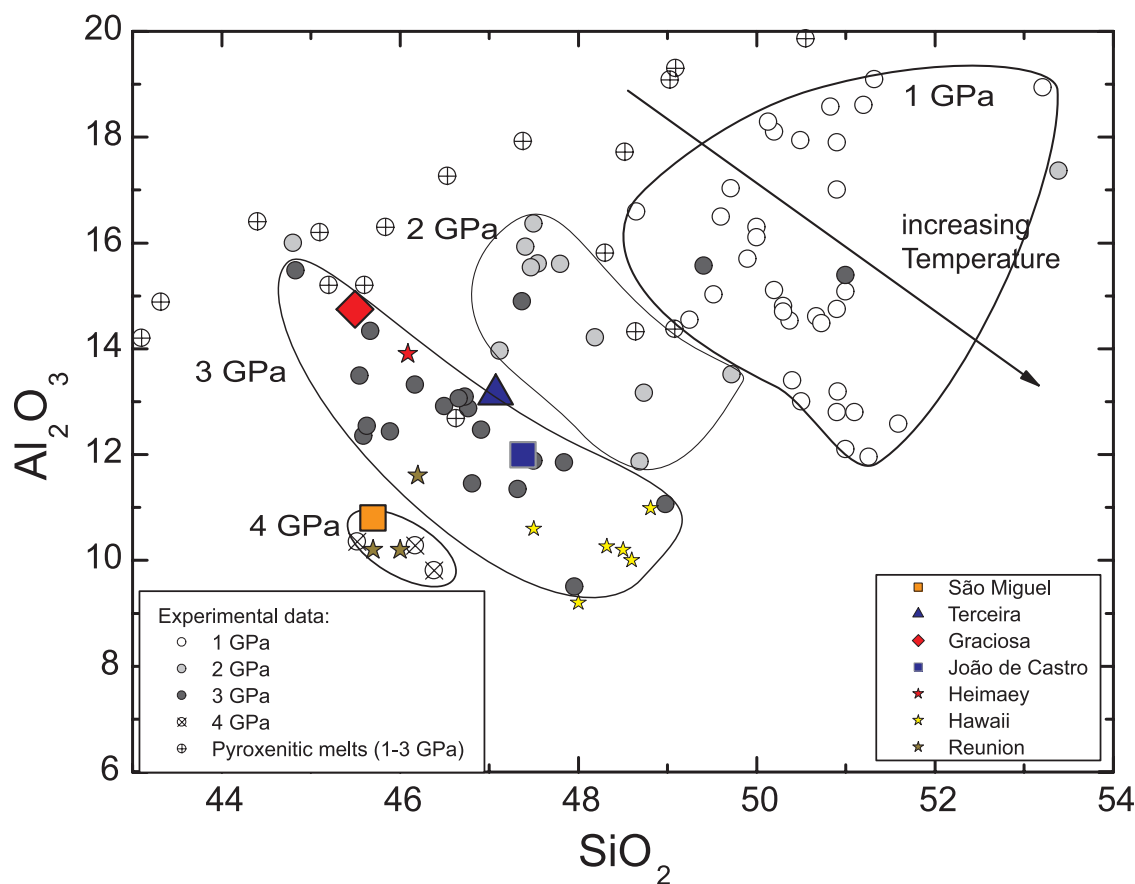 20
18
16
14
12
10
8
6
Al2O3
44
46
48
50
52
54
SiO2
1 GPa
2 GPa
3 GPa
4 GPa
increasing
Temperature
Experimental data:
1 GPa
2 GPa
3 GPa
4 GPa
Pyroxenitic melts (1-3 GPa)
São Miguel
Terceira
Graciosa
João de Castro
Heimaey
Hawaii
Reunion